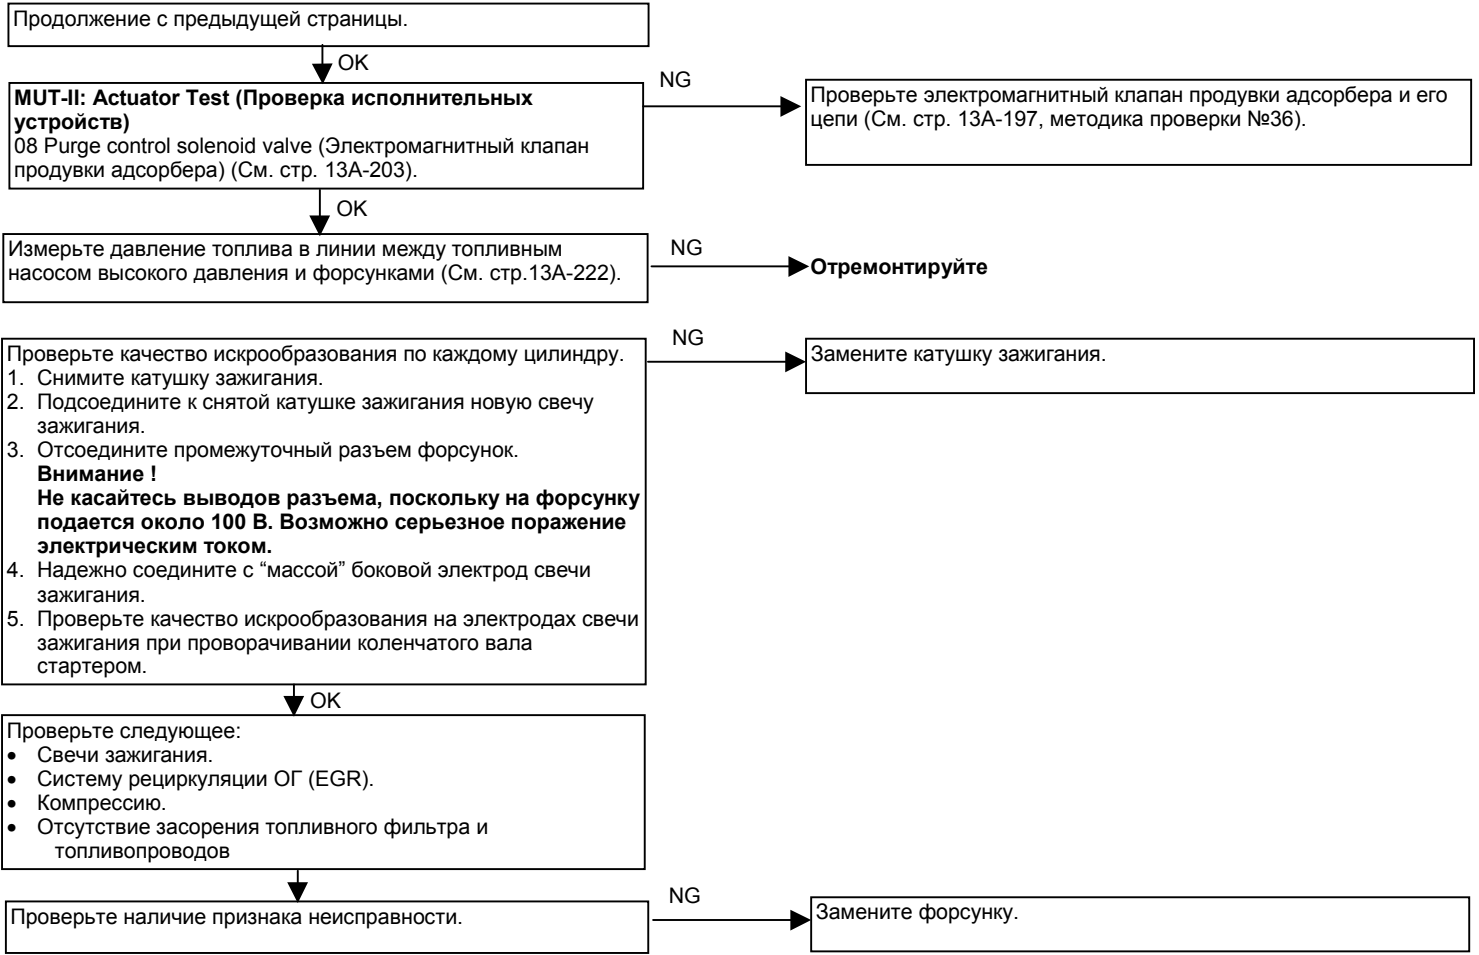 Продолжение с предыдущей страницы.
OK
MUT-II: Actuator Test (Проверка исполнительных
устройств)
08 Purge control solenoid valve (Электромагнитный клапан
продувки адсорбера) (См. стр. 13A-203).
NG
Проверьте электромагнитный клапан продувки адсорбера и его
цепи (См. стр. 13A-197, методика проверки №36).
OK
Измерьте давление топлива в линии между топливным
насосом высокого давления и форсунками (См. стр.13A-222).
NG
Отремонтируйте
Проверьте качество искрообразования по каждому цилиндру.
1. Снимите катушку зажигания.
2. Подсоедините к снятой катушке зажигания новую свечу
зажигания.
3. Отсоедините промежуточный разъем форсунок.
Внимание !
Не касайтесь выводов разъема, поскольку на форсунку
подается около 100 В. Возможно серьезное поражение
электрическим током.
4. Надежно соедините с “массой” боковой электрод свечи
зажигания.
5. Проверьте качество искрообразования на электродах свечи
зажигания при проворачивании коленчатого вала
стартером.
NG
Замените катушку зажигания.
OK
Проверьте следующее:
• Свечи зажигания.
• Систему рециркуляции ОГ (EGR).
• Компрессию.
• Отсутствие засорения топливного фильтра и
топливопроводов
Проверьте наличие признака неисправности.
NG
Замените форсунку.